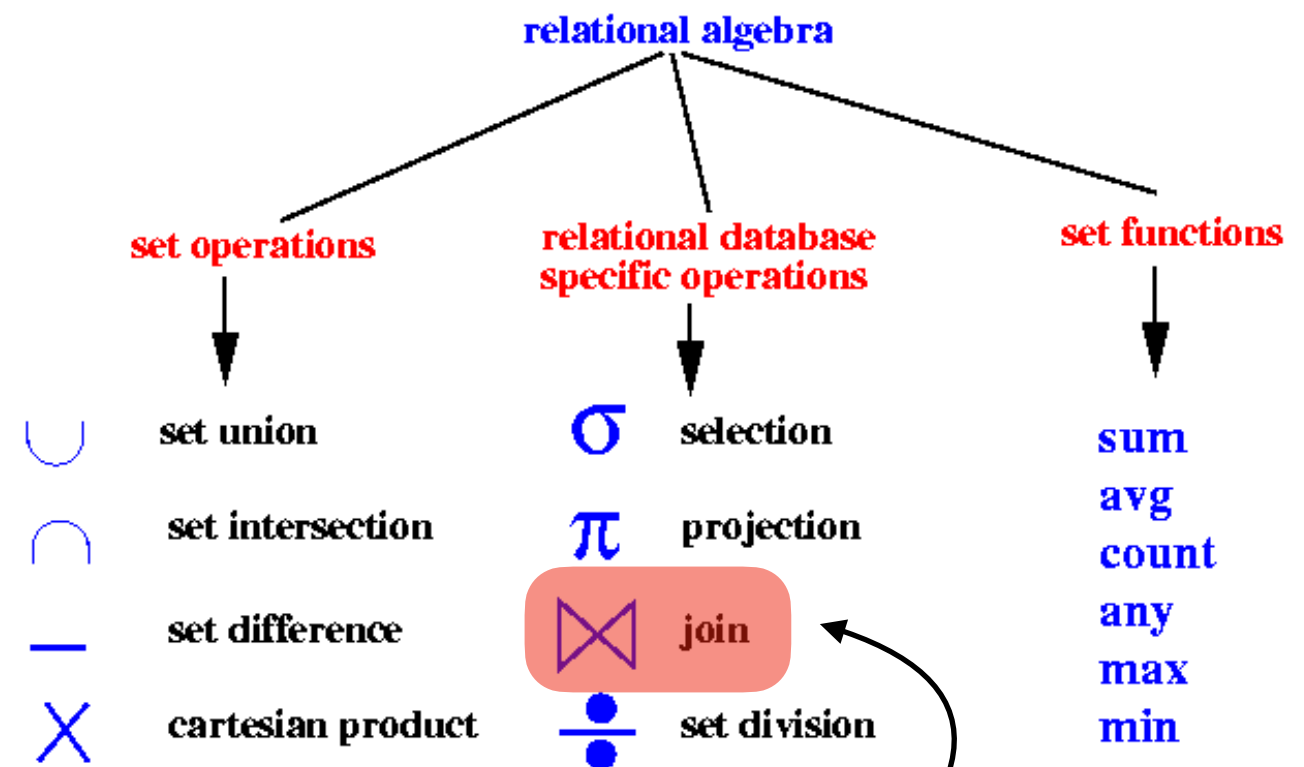 relational algebra
set operations
relational database
specific operations
set functions
∪ set union
∩ set intersection
− set difference
× cartesian product
σ selection
π projection
⋈ join
÷ set division
sum
avg
count
any
max
min